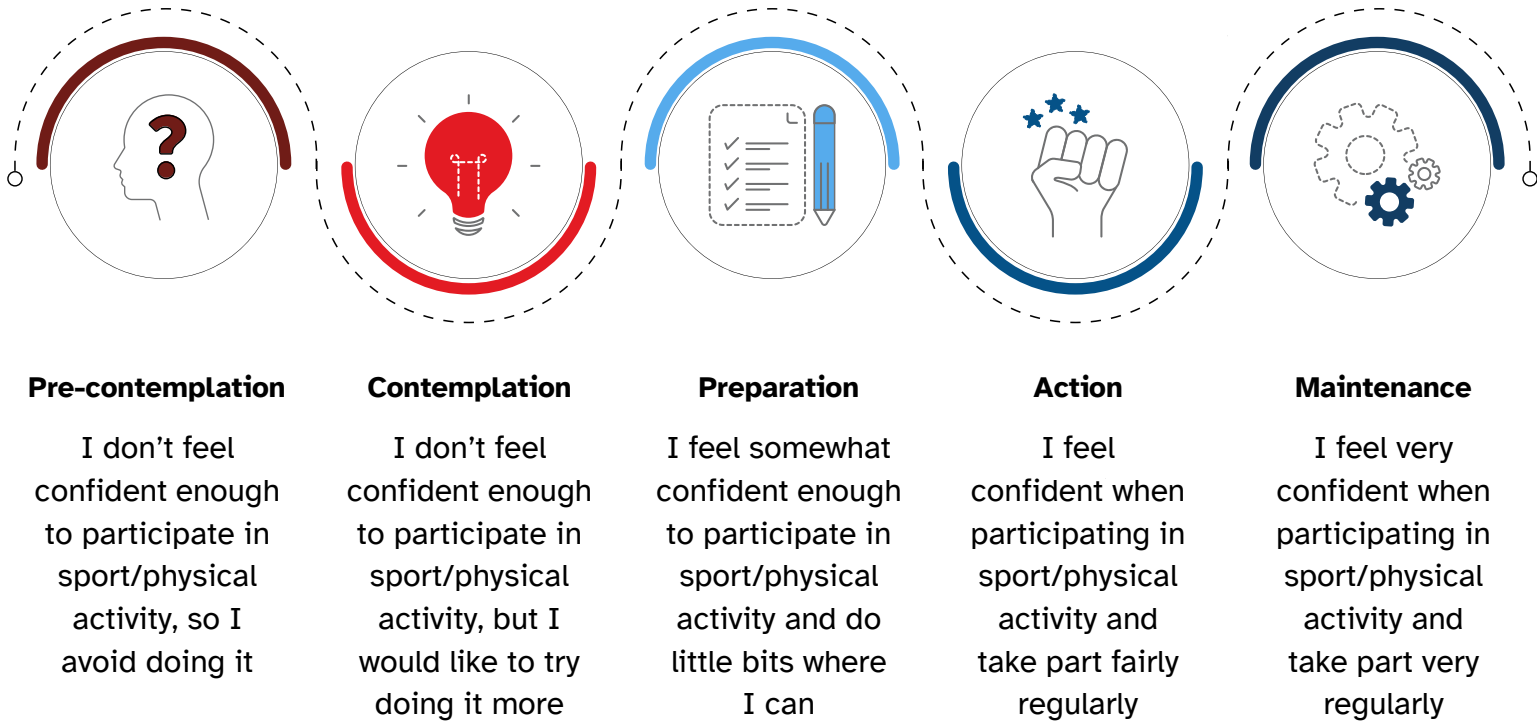 Pre-contemplation
I don’t feel
confident enough
to participate in
sport/physical
activity, so I
avoid doing it
Contemplation
I don’t feel
confident enough
to participate in
sport/physical
activity, but I
would like to try
doing it more
Preparation
I feel somewhat
confident enough
to participate in
sport/physical
activity and do
little bits where
I can
Action
I feel
confident when
participating in
sport/physical
activity and
take part fairly
regularly
Maintenance
I feel very
confident when
participating in
sport/physical
activity and
take part very
regularly